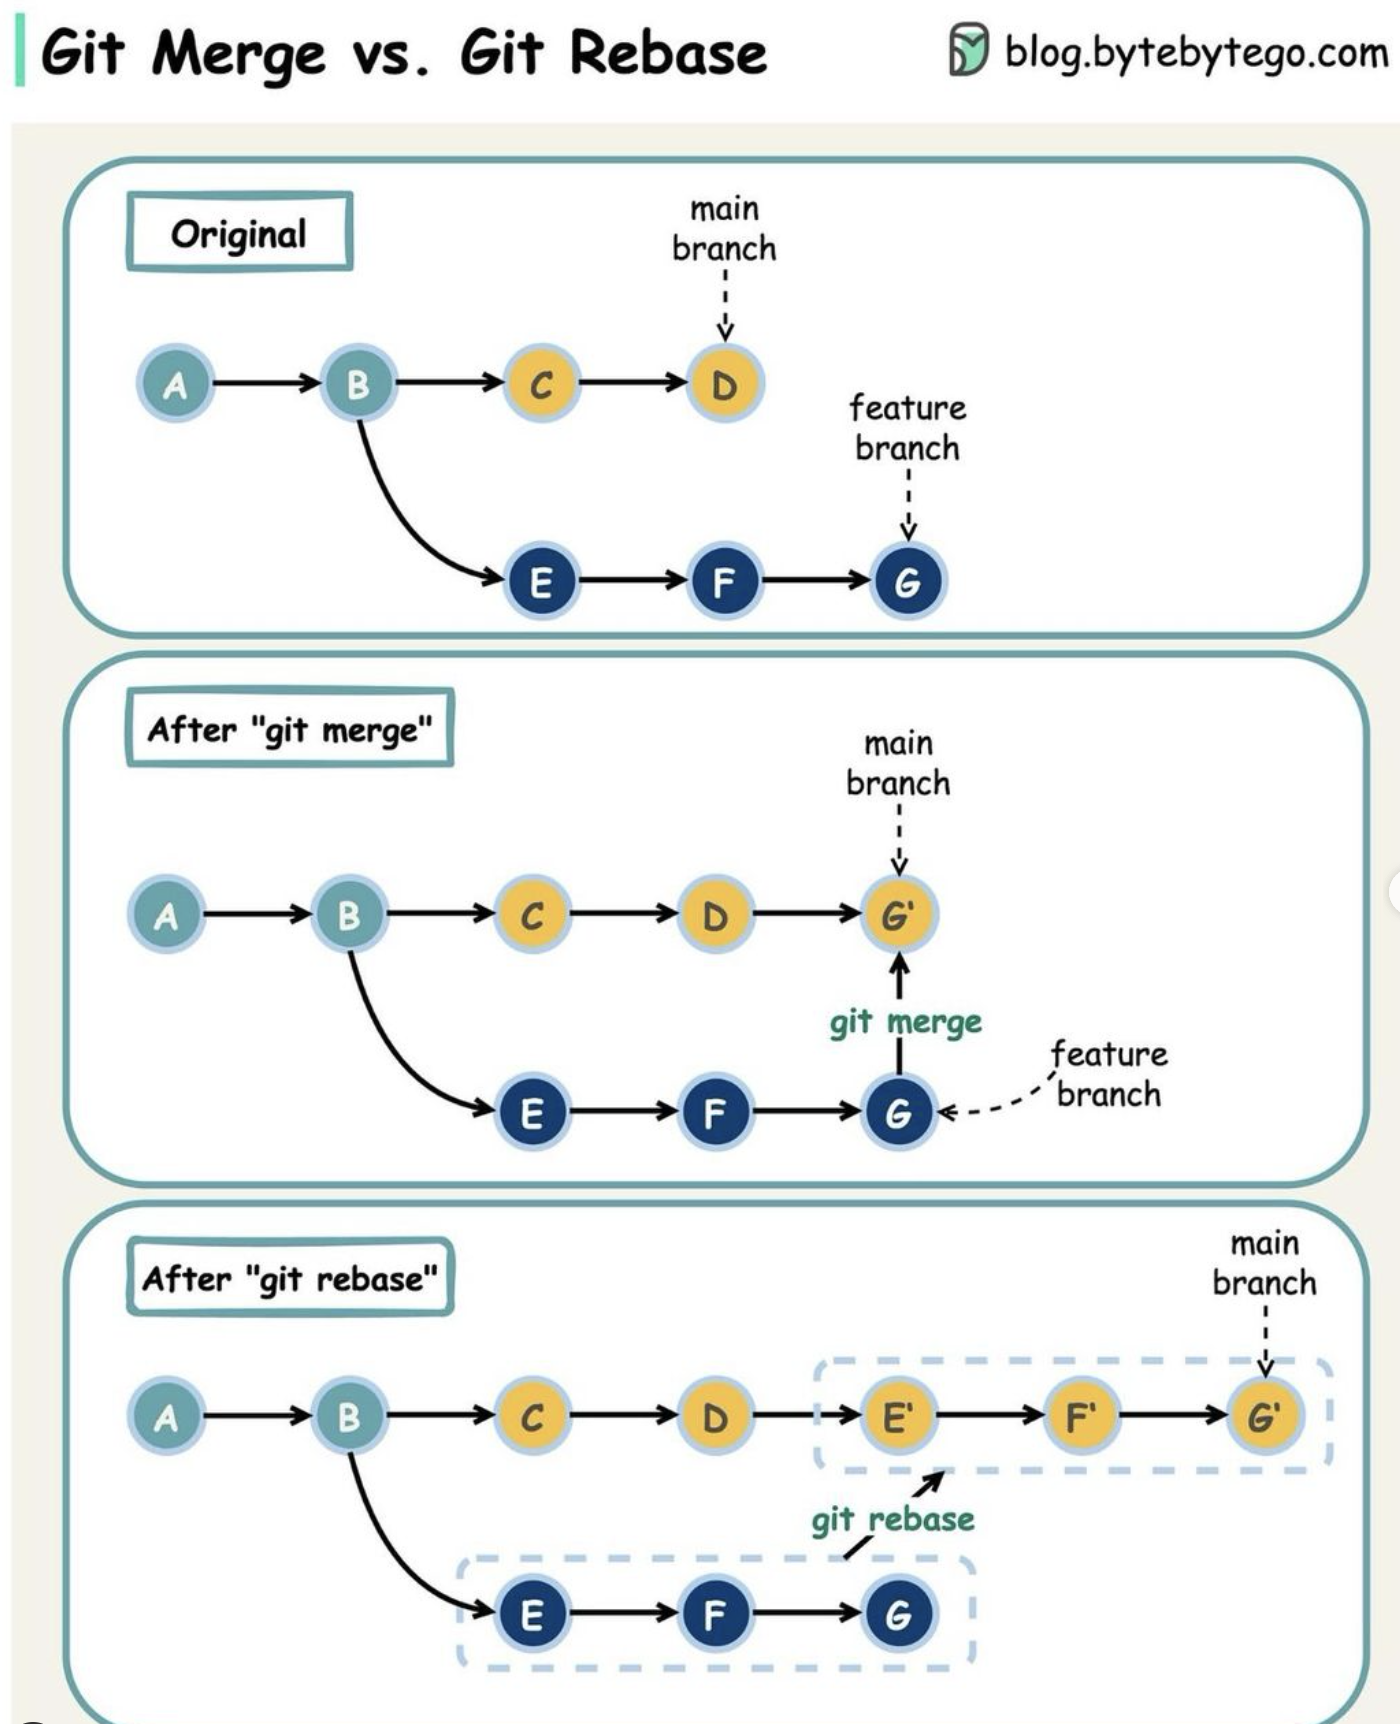 Git Merge vs. Git Rebase
blog.bytebytego.com
Original
main
branch
A
B
C
D
feature
branch
E
F
G
After "git merge"
main
branch
A
B
C
D
G'
git merge
feature
branch
E
F
G
After "git rebase"
main
branch
A
B
C
D
E'
F'
G'
git rebase
E
F
G